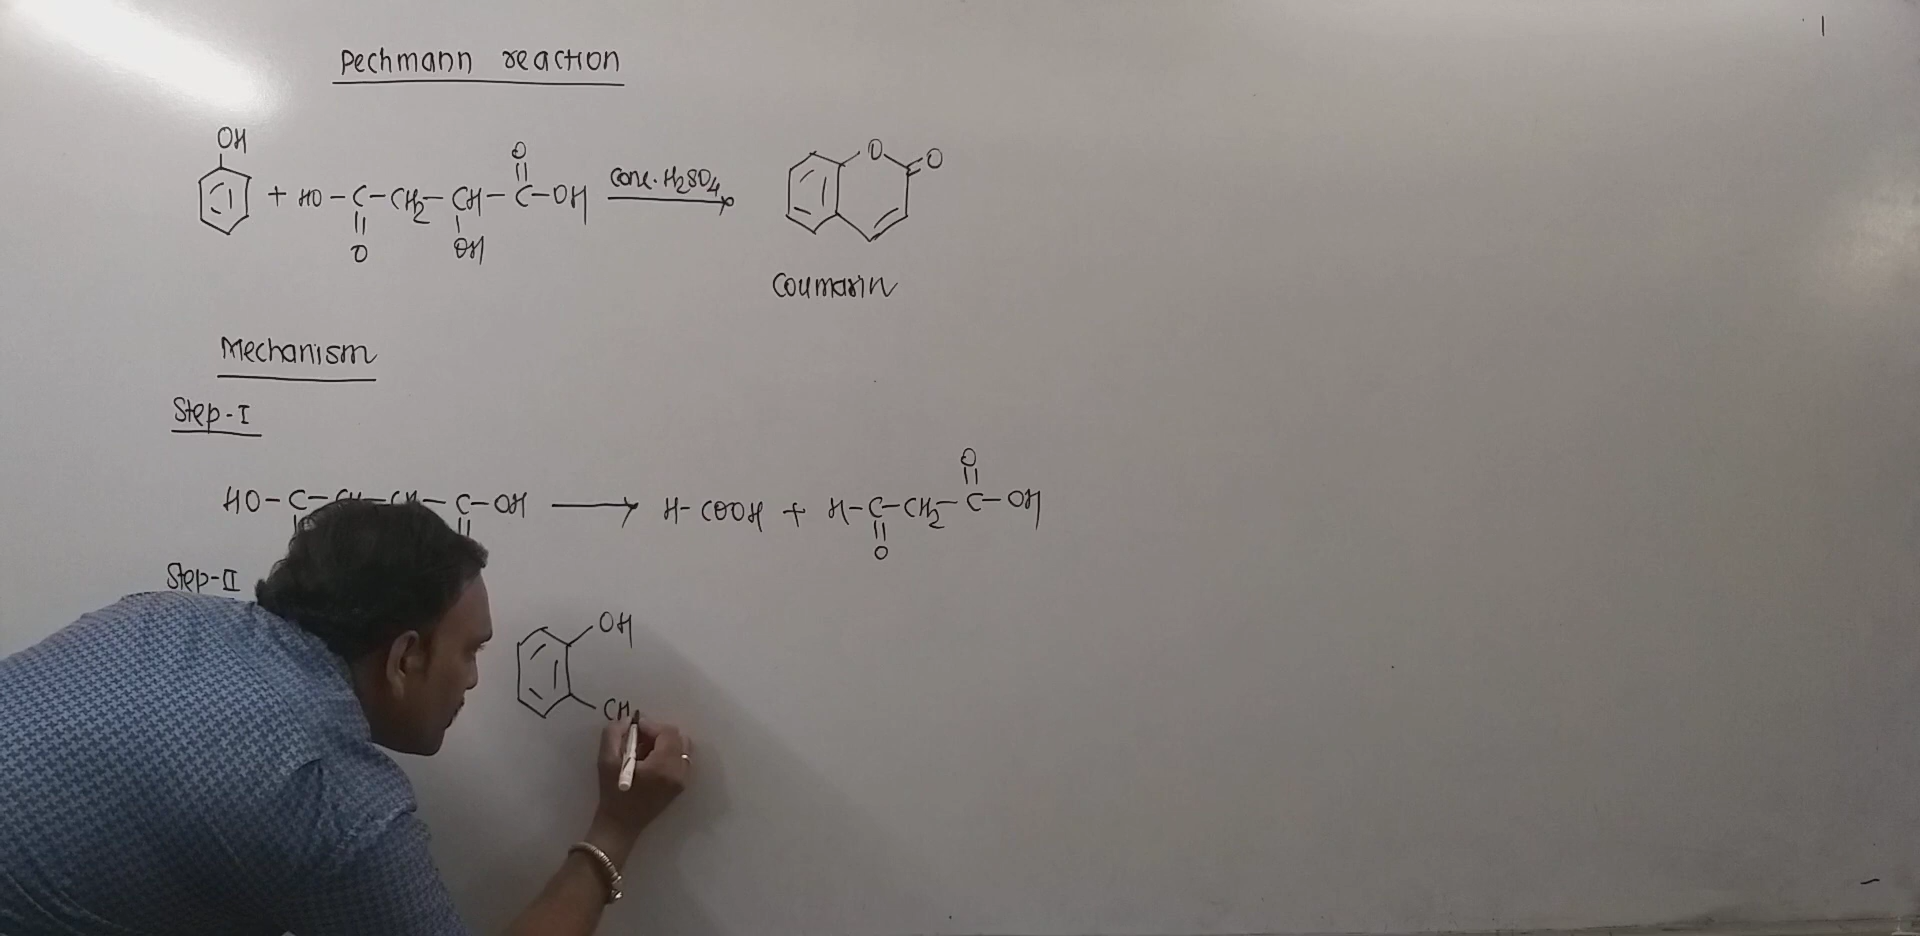 Pechmann reaction
OH
O
+ HO-C-CH2-CH-C-OH conc. H2SO4 O O
O OH
Coumarin
Mechanism
Step-I
O
HO-C- -C-OH → H-COOH + H-C-CH2-C-OH
O
Step-II
OH
CH